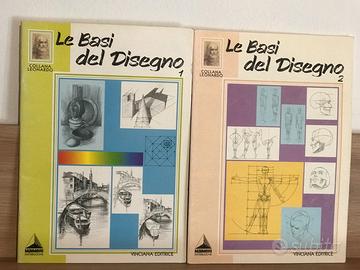 COLLANA
LEONARDO
Le Basi
del Disegno
1
VINCIANA EDITRICE
COLLANA
LEONARDO
Le Basi
del Disegno
2
VINCIANA EDITRICE
subito